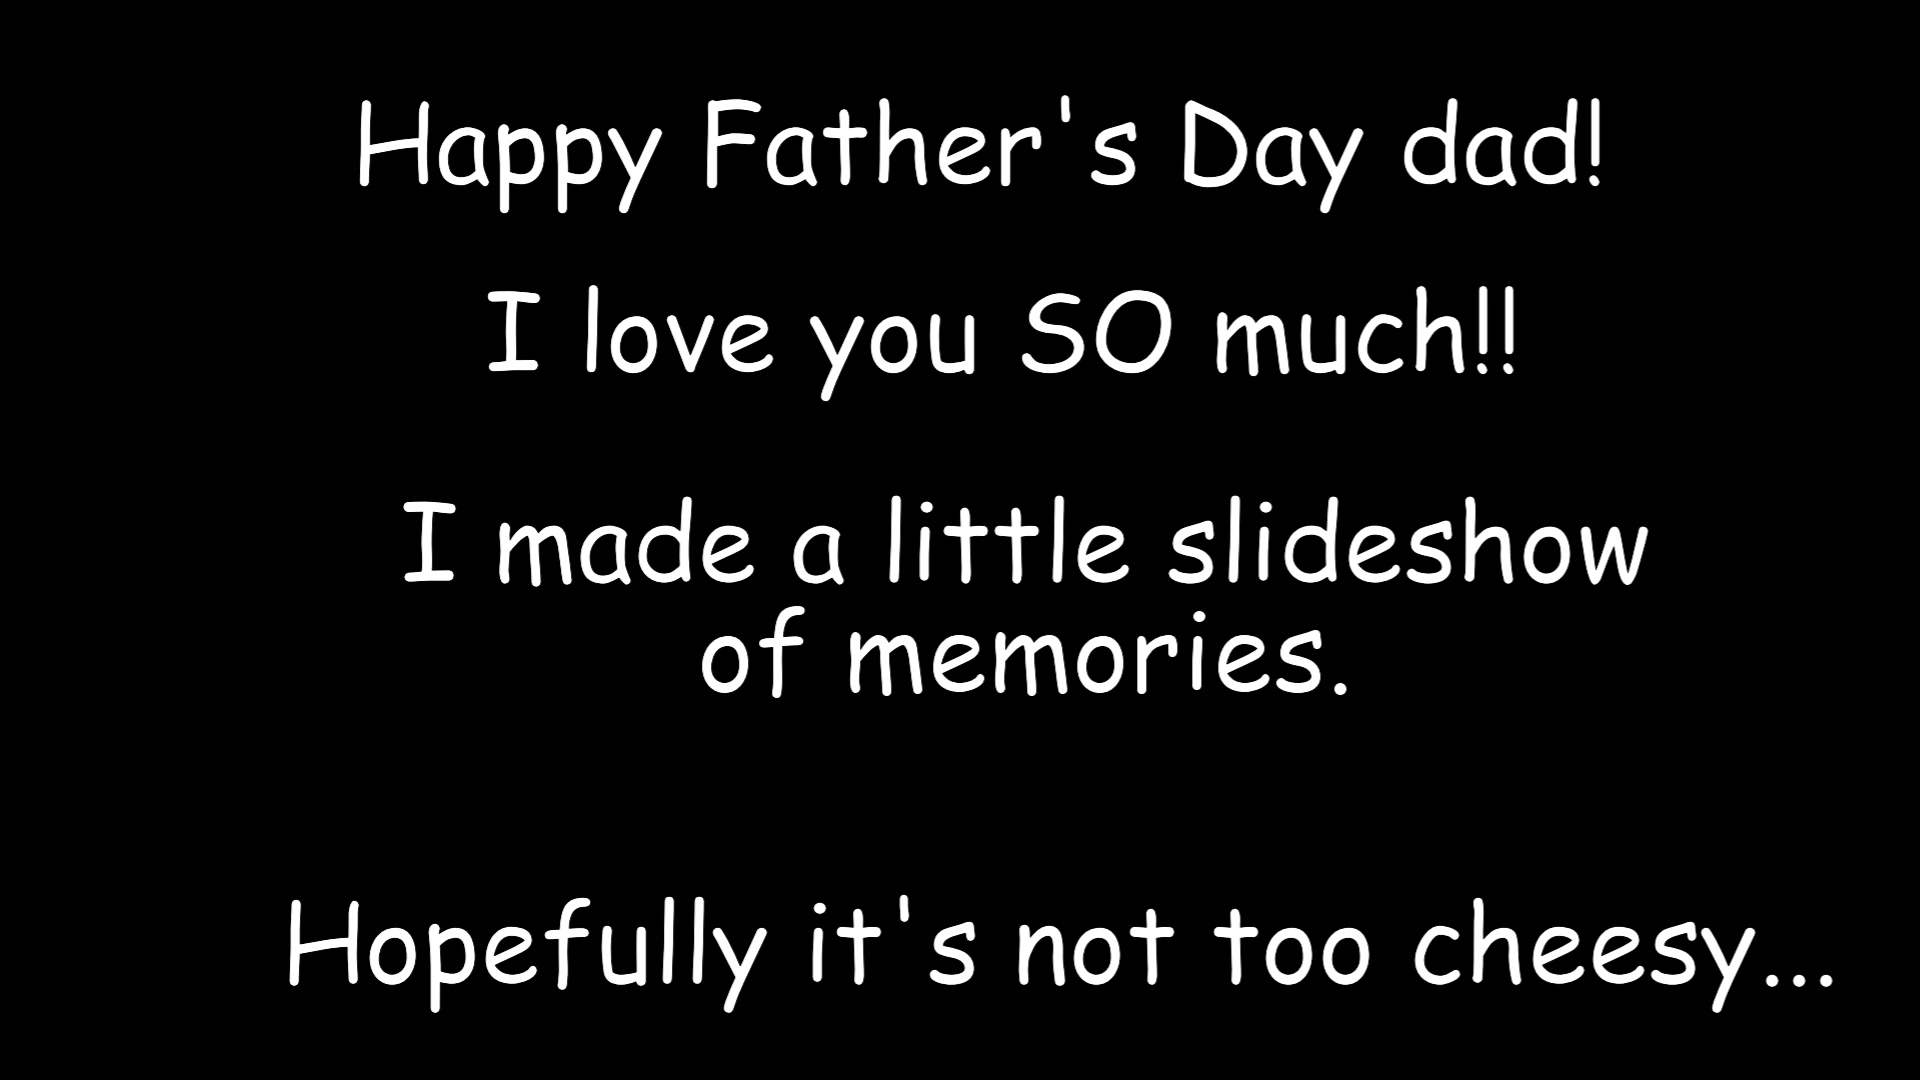 Happy Father's Day dad!
I love you SO much!!
I made a little slideshow
of memories.
Hopefully it's not too cheesy...